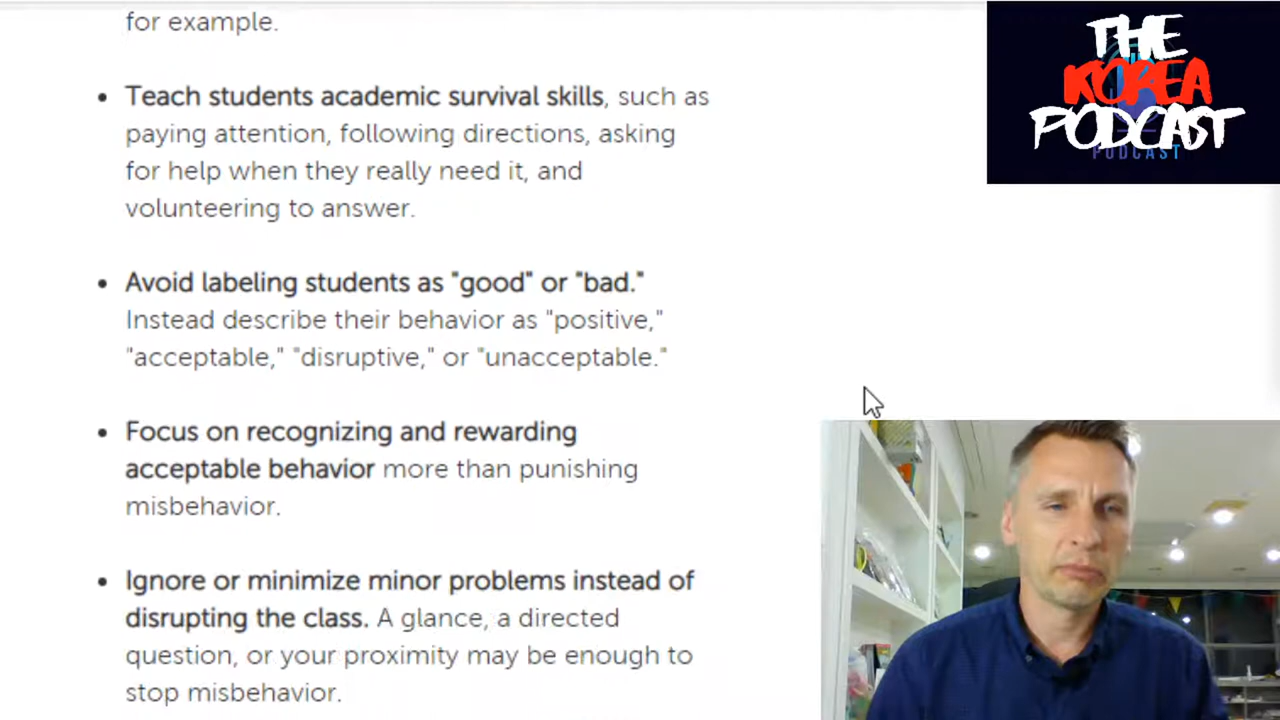 for example.
Teach students academic survival skills, such as
paying attention, following directions, asking
for help when they really need it, and
volunteering to answer.
Avoid labeling students as "good" or "bad."
Instead describe their behavior as "positive,"
"acceptable," "disruptive," or "unacceptable."
Focus on recognizing and rewarding
acceptable behavior more than punishing
misbehavior.
Ignore or minimize minor problems instead of
disrupting the class. A glance, a directed
question, or your proximity may be enough to
stop misbehavior.
THE
KOREA
PODCAST
PODCAST